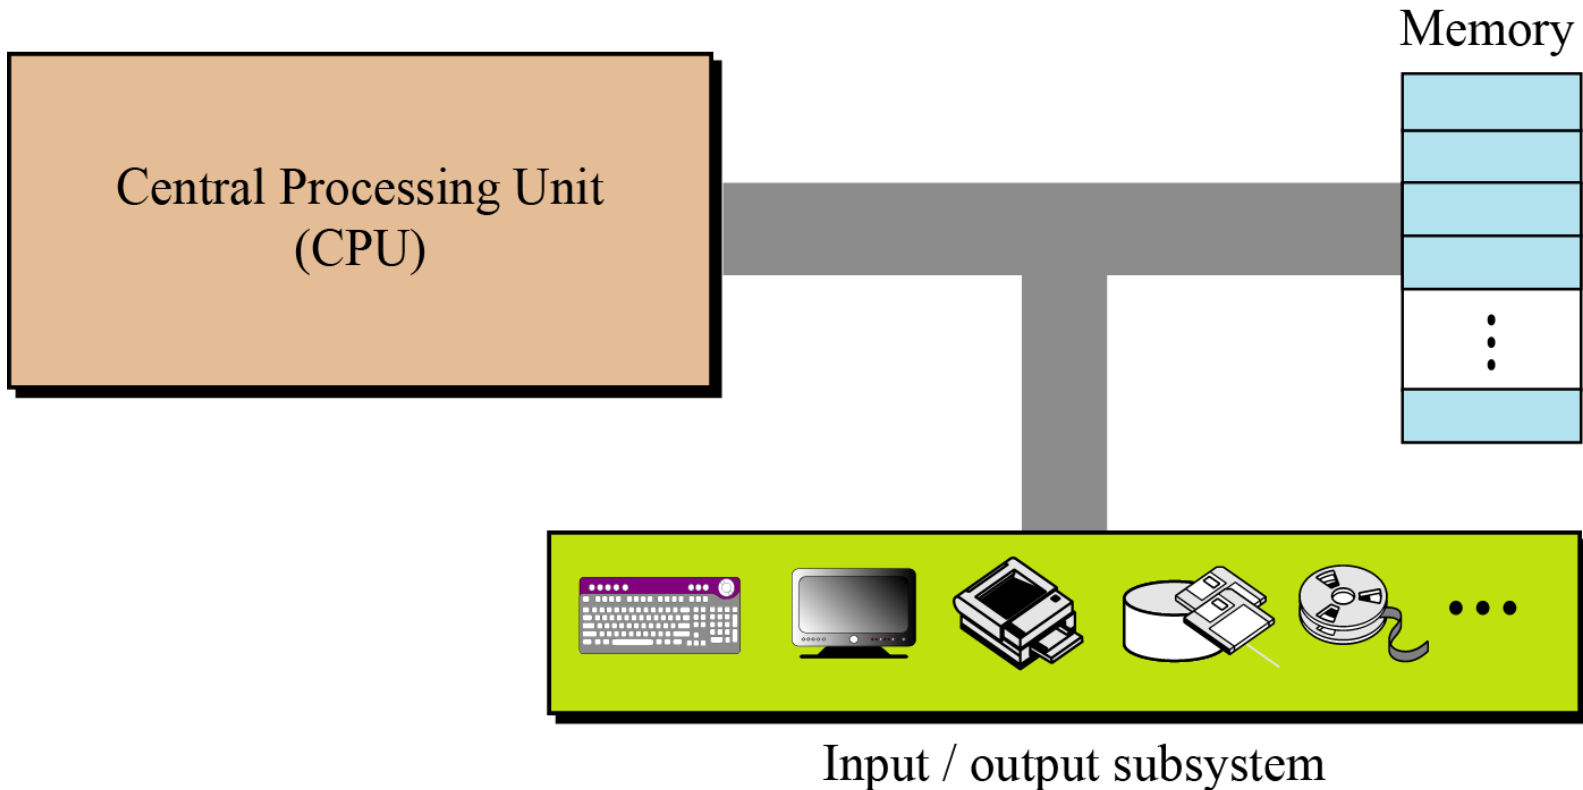 Memory
Central Processing Unit
(CPU)
Input / output subsystem